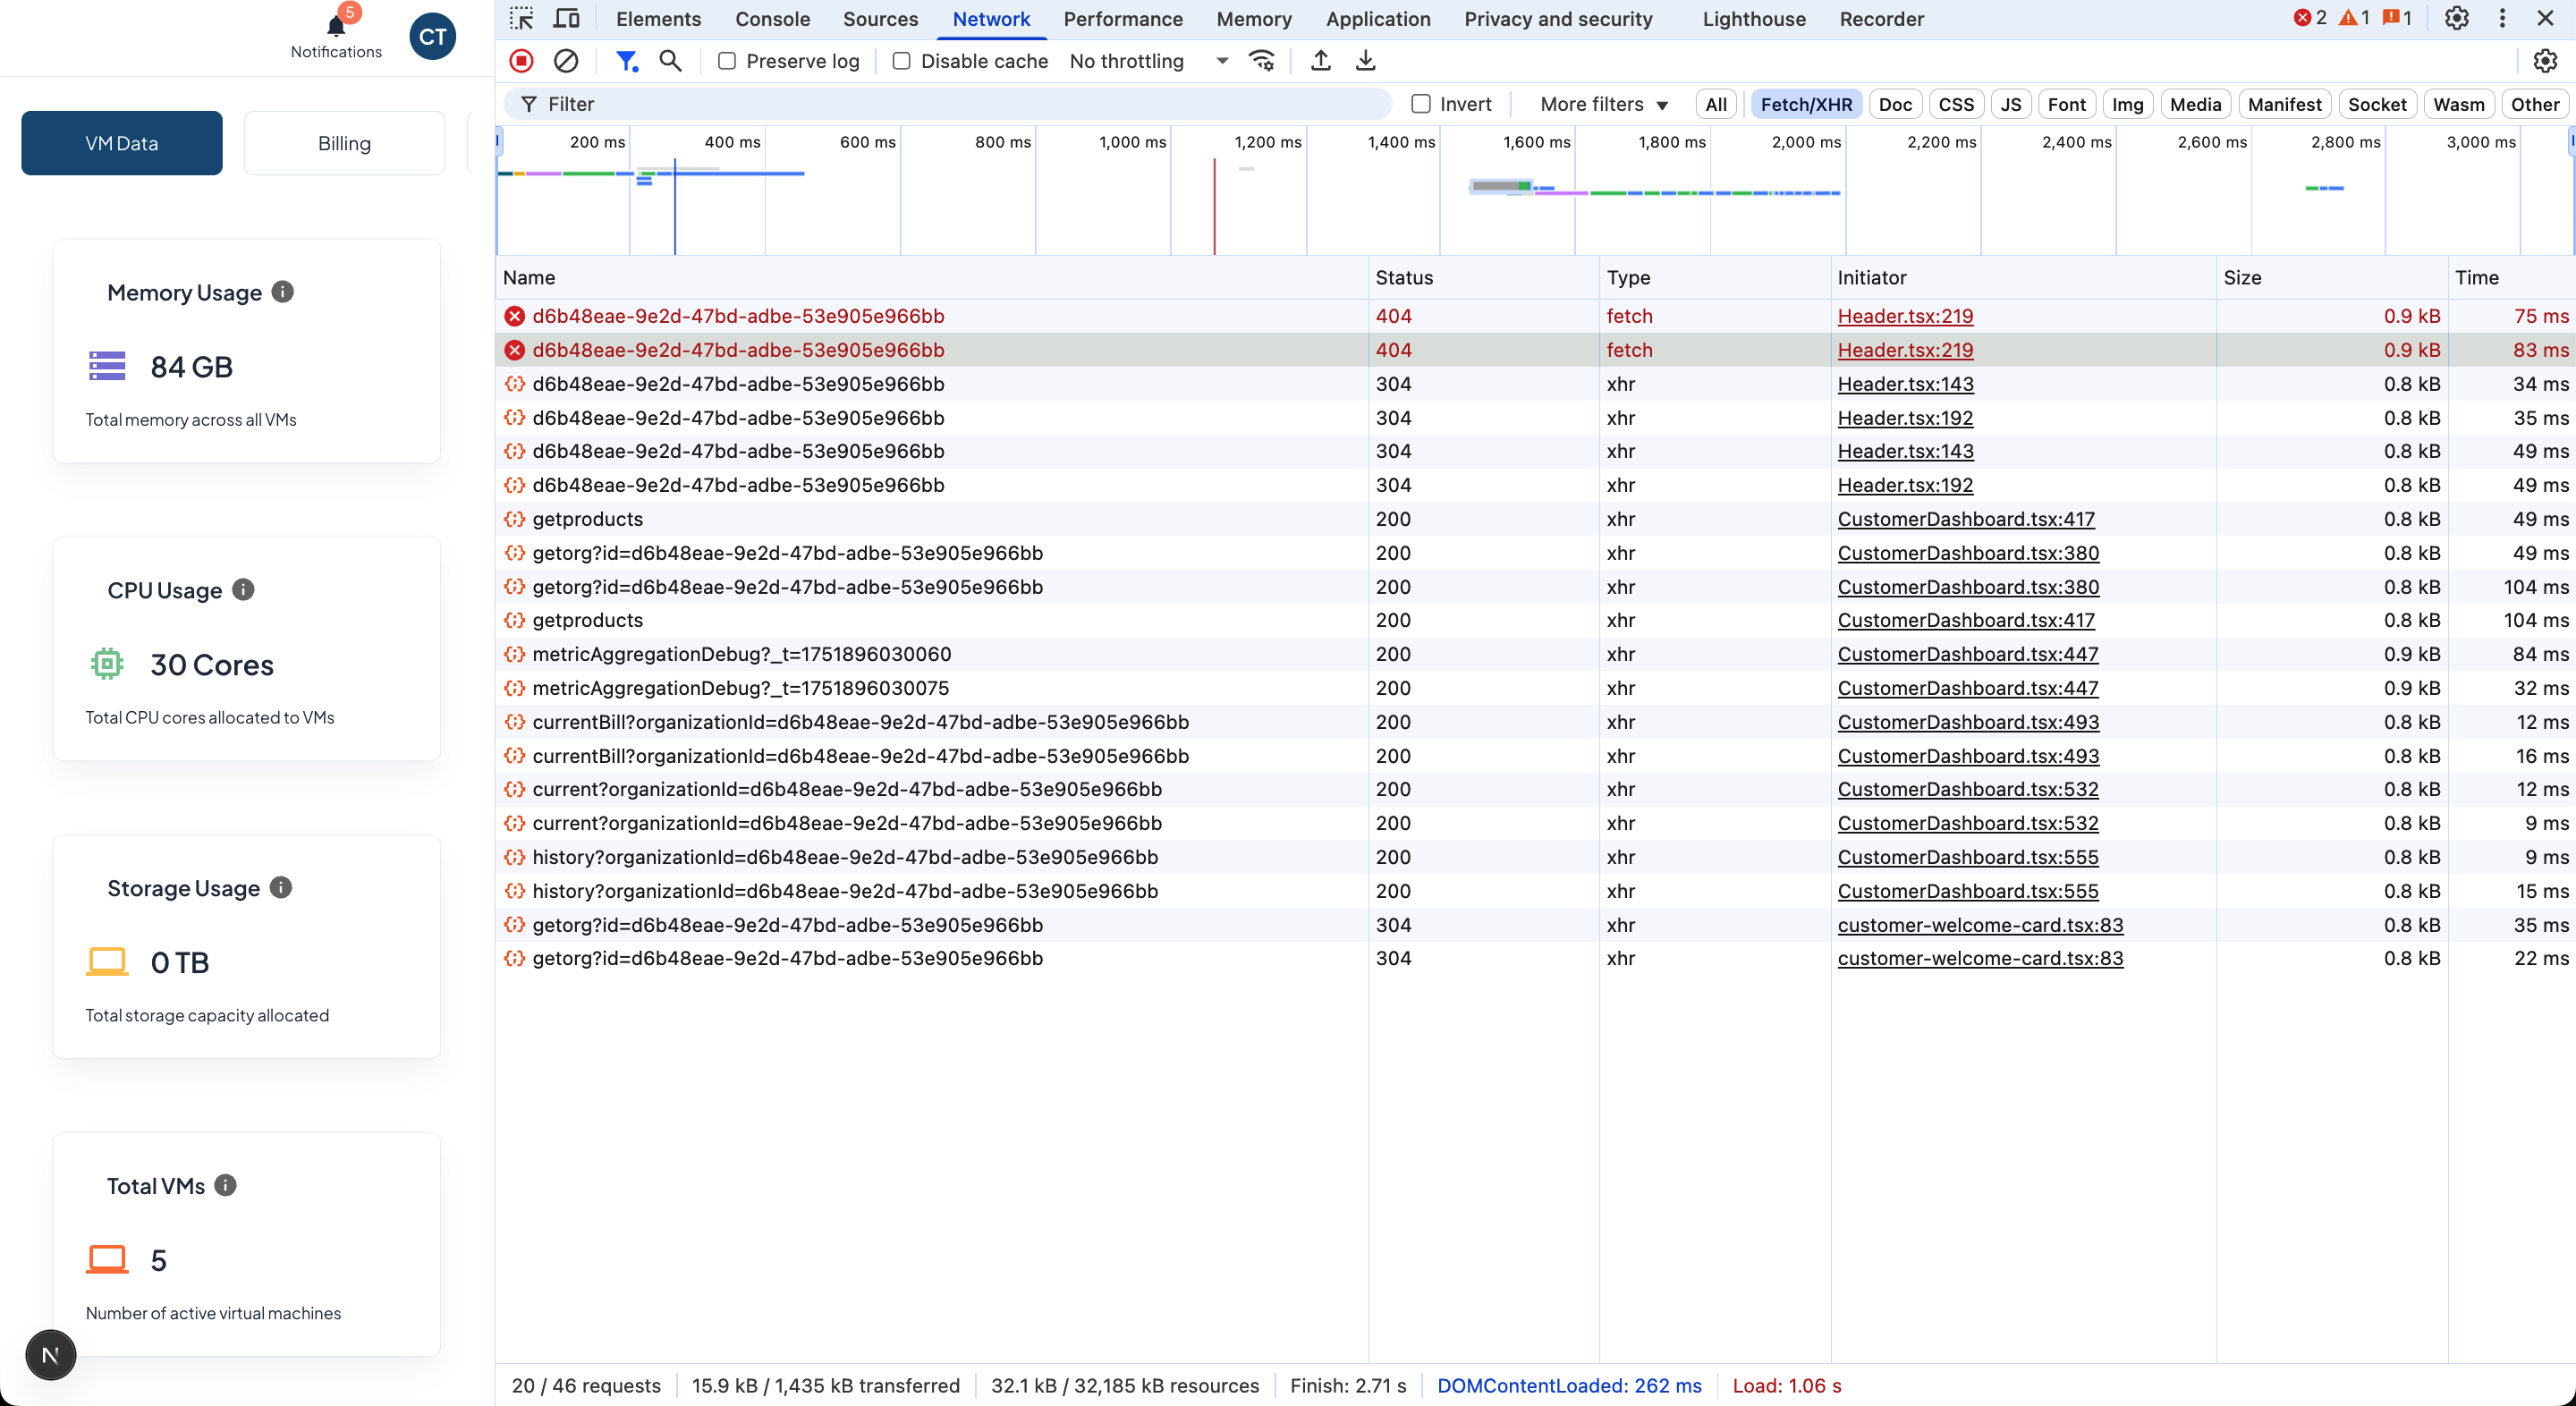 5
Notifications
CT
VM Data
Billing
Memory Usage
84 GB
Total memory across all VMs
CPU Usage
30 Cores
Total CPU cores allocated to VMs
Storage Usage
0 TB
Total storage capacity allocated
Total VMs
5
Number of active virtual machines
N
Elements Console Sources Network Performance Memory Application Privacy and security Lighthouse Recorder 2 1 1
Preserve log Disable cache No throttling
Filter Invert More filters All Fetch/XHR Doc CSS JS Font Img Media Manifest Socket Wasm Other
200 ms 400 ms 600 ms 800 ms 1,000 ms 1,200 ms 1,400 ms 1,600 ms 1,800 ms 2,000 ms 2,200 ms 2,400 ms 2,600 ms 2,800 ms 3,000 ms
Name Status Type Initiator Size Time
d6b48eae-9e2d-47bd-adbe-53e905e966bb 404 fetch Header.tsx:219 0.9 kB 75 ms
d6b48eae-9e2d-47bd-adbe-53e905e966bb 404 fetch Header.tsx:219 0.9 kB 83 ms
d6b48eae-9e2d-47bd-adbe-53e905e966bb 304 xhr Header.tsx:143 0.8 kB 34 ms
d6b48eae-9e2d-47bd-adbe-53e905e966bb 304 xhr Header.tsx:192 0.8 kB 35 ms
d6b48eae-9e2d-47bd-adbe-53e905e966bb 304 xhr Header.tsx:143 0.8 kB 49 ms
d6b48eae-9e2d-47bd-adbe-53e905e966bb 304 xhr Header.tsx:192 0.8 kB 49 ms
getproducts 200 xhr CustomerDashboard.tsx:417 0.8 kB 49 ms
getorg?id=d6b48eae-9e2d-47bd-adbe-53e905e966bb 200 xhr CustomerDashboard.tsx:380 0.8 kB 49 ms
getorg?id=d6b48eae-9e2d-47bd-adbe-53e905e966bb 200 xhr CustomerDashboard.tsx:380 0.8 kB 104 ms
getproducts 200 xhr CustomerDashboard.tsx:417 0.8 kB 104 ms
metricAggregationDebug?_t=1751896030060 200 xhr CustomerDashboard.tsx:447 0.9 kB 84 ms
metricAggregationDebug?_t=1751896030075 200 xhr CustomerDashboard.tsx:447 0.9 kB 32 ms
currentBill?organizationId=d6b48eae-9e2d-47bd-adbe-53e905e966bb 200 xhr CustomerDashboard.tsx:493 0.8 kB 12 ms
currentBill?organizationId=d6b48eae-9e2d-47bd-adbe-53e905e966bb 200 xhr CustomerDashboard.tsx:493 0.8 kB 16 ms
current?organizationId=d6b48eae-9e2d-47bd-adbe-53e905e966bb 200 xhr CustomerDashboard.tsx:532 0.8 kB 12 ms
current?organizationId=d6b48eae-9e2d-47bd-adbe-53e905e966bb 200 xhr CustomerDashboard.tsx:532 0.8 kB 9 ms
history?organizationId=d6b48eae-9e2d-47bd-adbe-53e905e966bb 200 xhr CustomerDashboard.tsx:555 0.8 kB 9 ms
history?organizationId=d6b48eae-9e2d-47bd-adbe-53e905e966bb 200 xhr CustomerDashboard.tsx:555 0.8 kB 15 ms
getorg?id=d6b48eae-9e2d-47bd-adbe-53e905e966bb 304 xhr customer-welcome-card.tsx:83 0.8 kB 35 ms
getorg?id=d6b48eae-9e2d-47bd-adbe-53e905e966bb 304 xhr customer-welcome-card.tsx:83 0.8 kB 22 ms
20 / 46 requests 15.9 kB / 1,435 kB transferred 32.1 kB / 32,185 kB resources Finish: 2.71 s DOMContentLoaded: 262 ms Load: 1.06 s